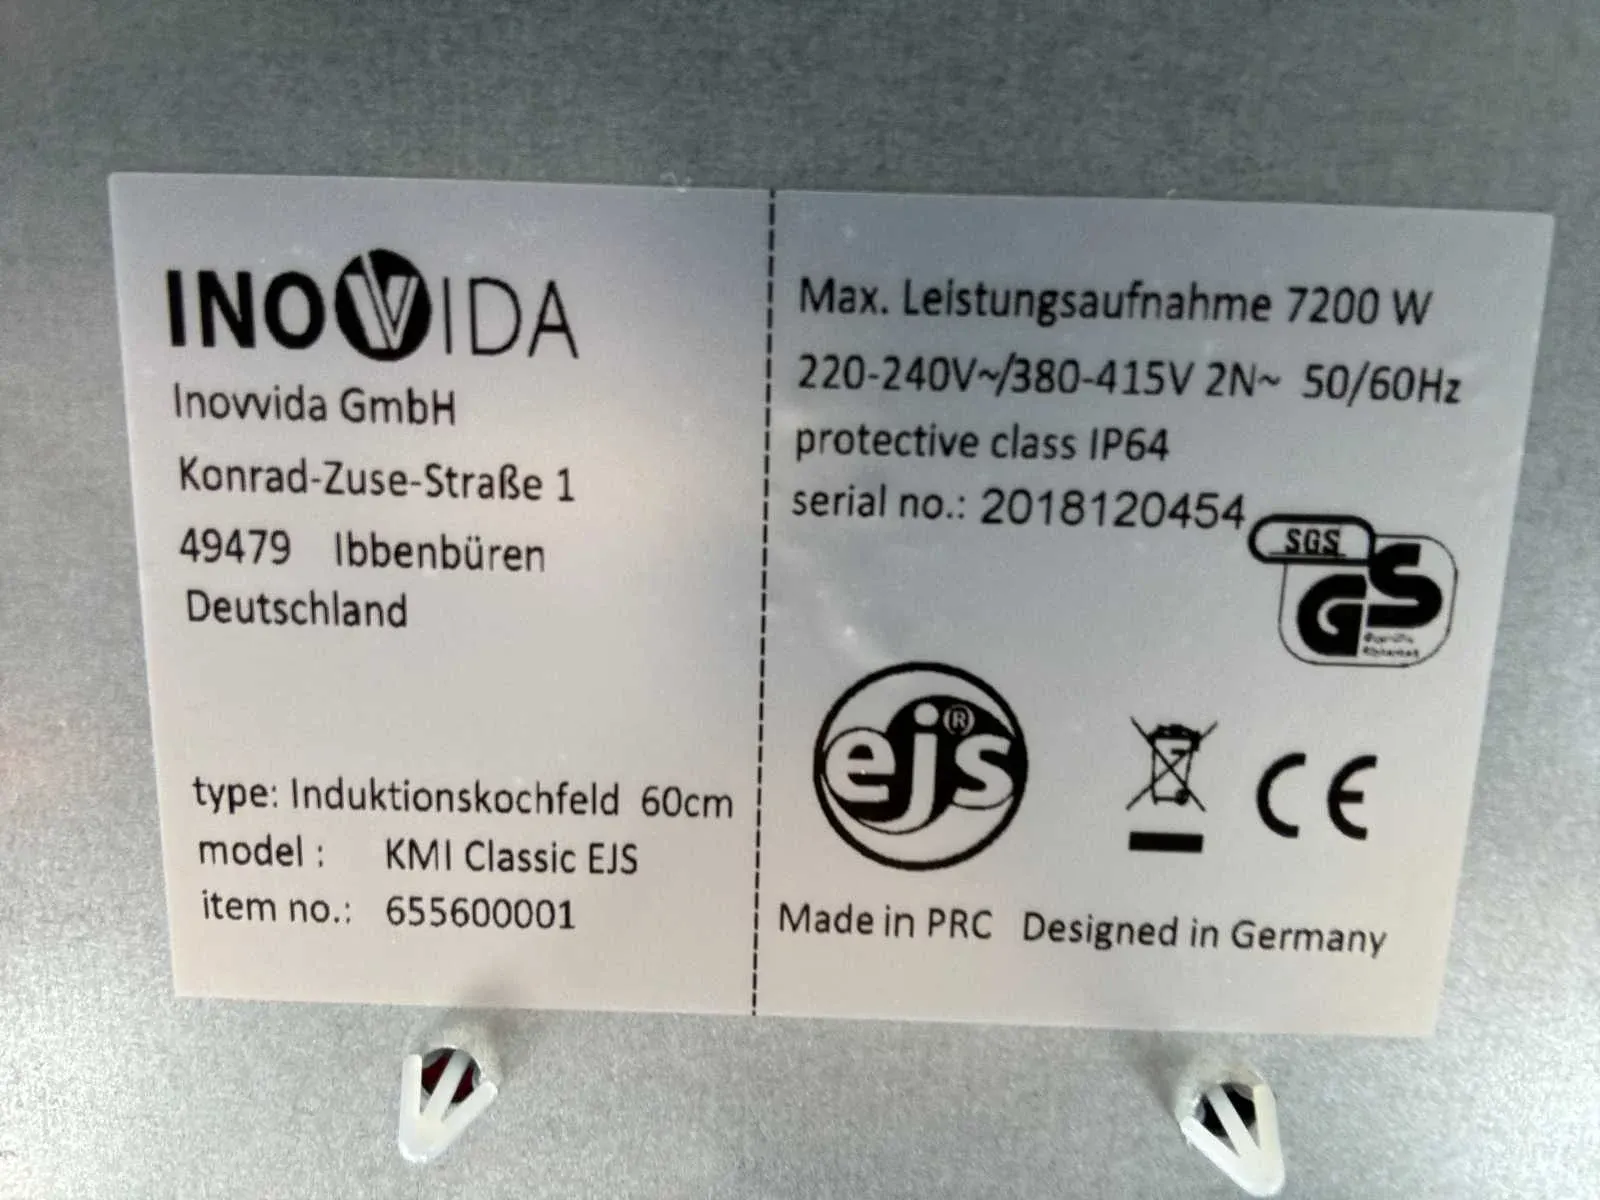 INOVIDA
Inovvida GmbH
Konrad-Zuse-Straße 1
49479 Ibbenbüren
Deutschland
type: Induktionskochfeld 60cm
model : KMI Classic EJS
item no.: 655600001
Max. Leistungsaufnahme 7200 W
220-240V~/380-415V 2N~ 50/60Hz
protective class IP64
serial no.: 2018120454
SGS
GS
ejs®
CE
Made in PRC Designed in Germany